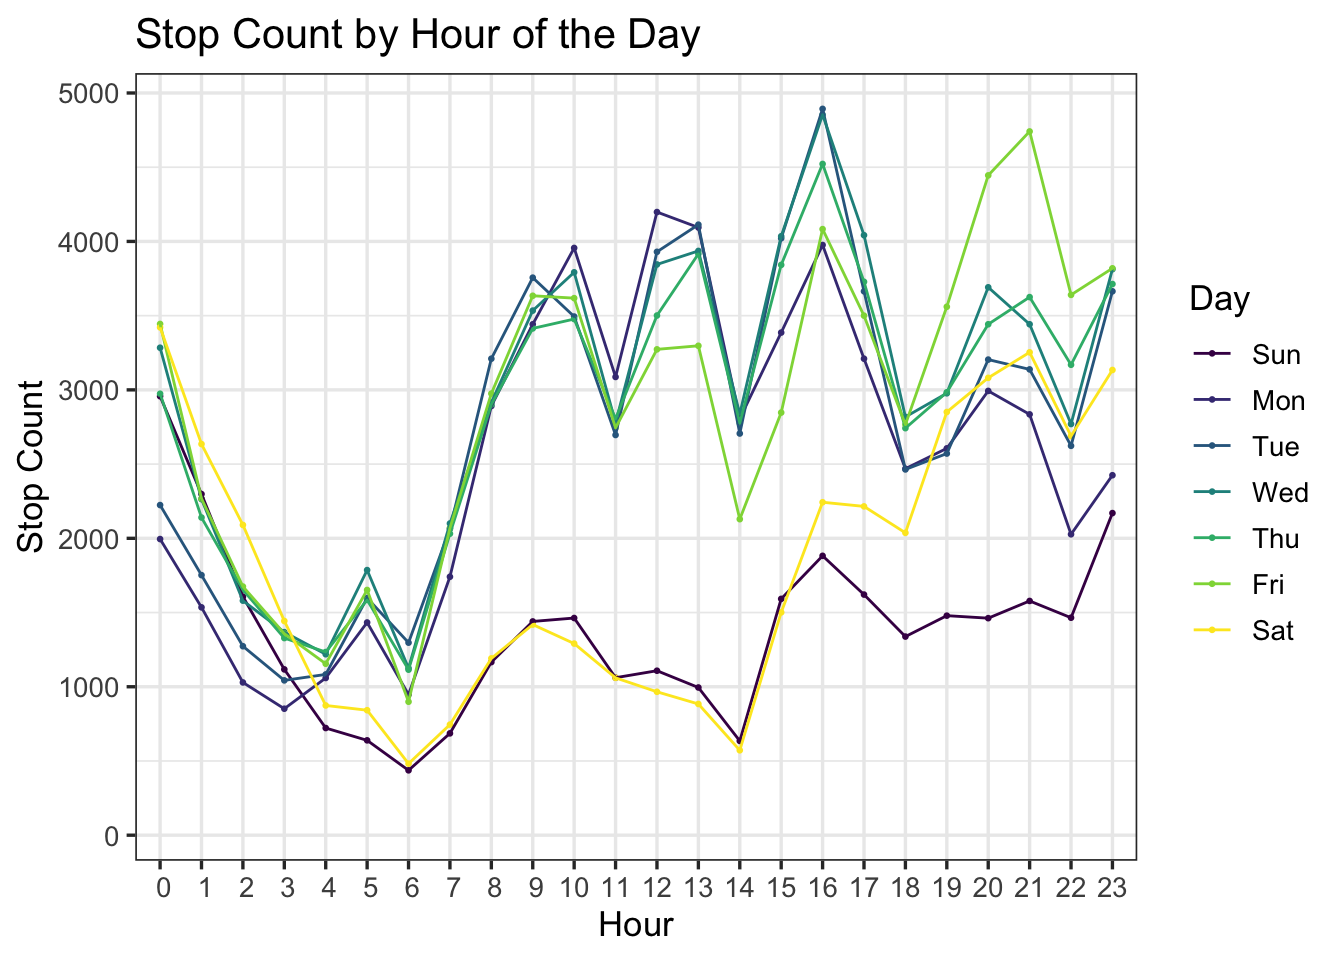 Stop Count by Hour of the Day
5000
4000
3000
2000
1000
0
Stop Count
0 1 2 3 4 5 6 7 8 9 10 11 12 13 14 15 16 17 18 19 20 21 22 23
Hour
Day
Sun
Mon
Tue
Wed
Thu
Fri
Sat